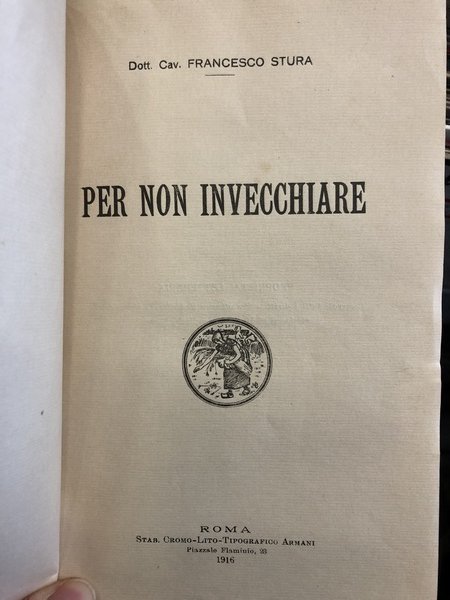 Dott. Cav. FRANCESCO STURA
PER NON INVECCHIARE
ROMA
STAB. CROMO-LITO-TIPOGRAFICO ARMANI
Piazzale Flaminio, 23
1916